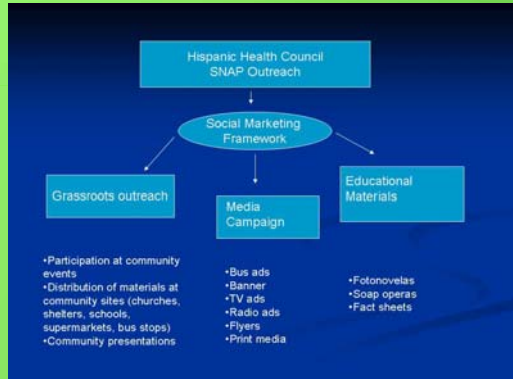 Hispanic Health Council
SNAP Outreach
Social Marketing
Framework
Grassroots outreach
Media
Campaign
Educational
Materials
•Participation at community
events
•Distribution of materials at
community sites (churches,
shelters, schools,
supermarkets, bus stops)
•Community presentations
•Bus ads
•Banner
•TV ads
•Radio ads
•Flyers
•Print media
•Fotonovelas
•Soap operas
•Fact sheets